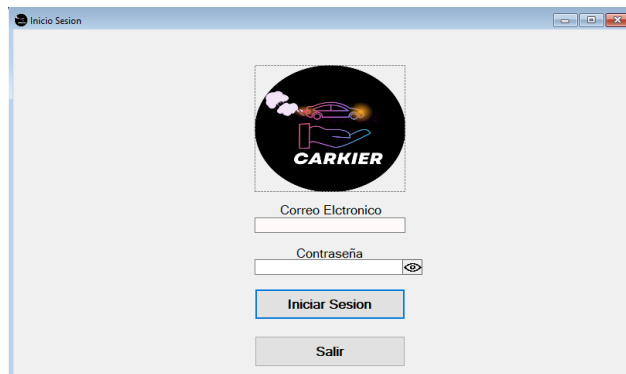 Inicio Sesion
CARKIER
Correo Elctronico
Contraseña
Iniciar Sesion
Salir